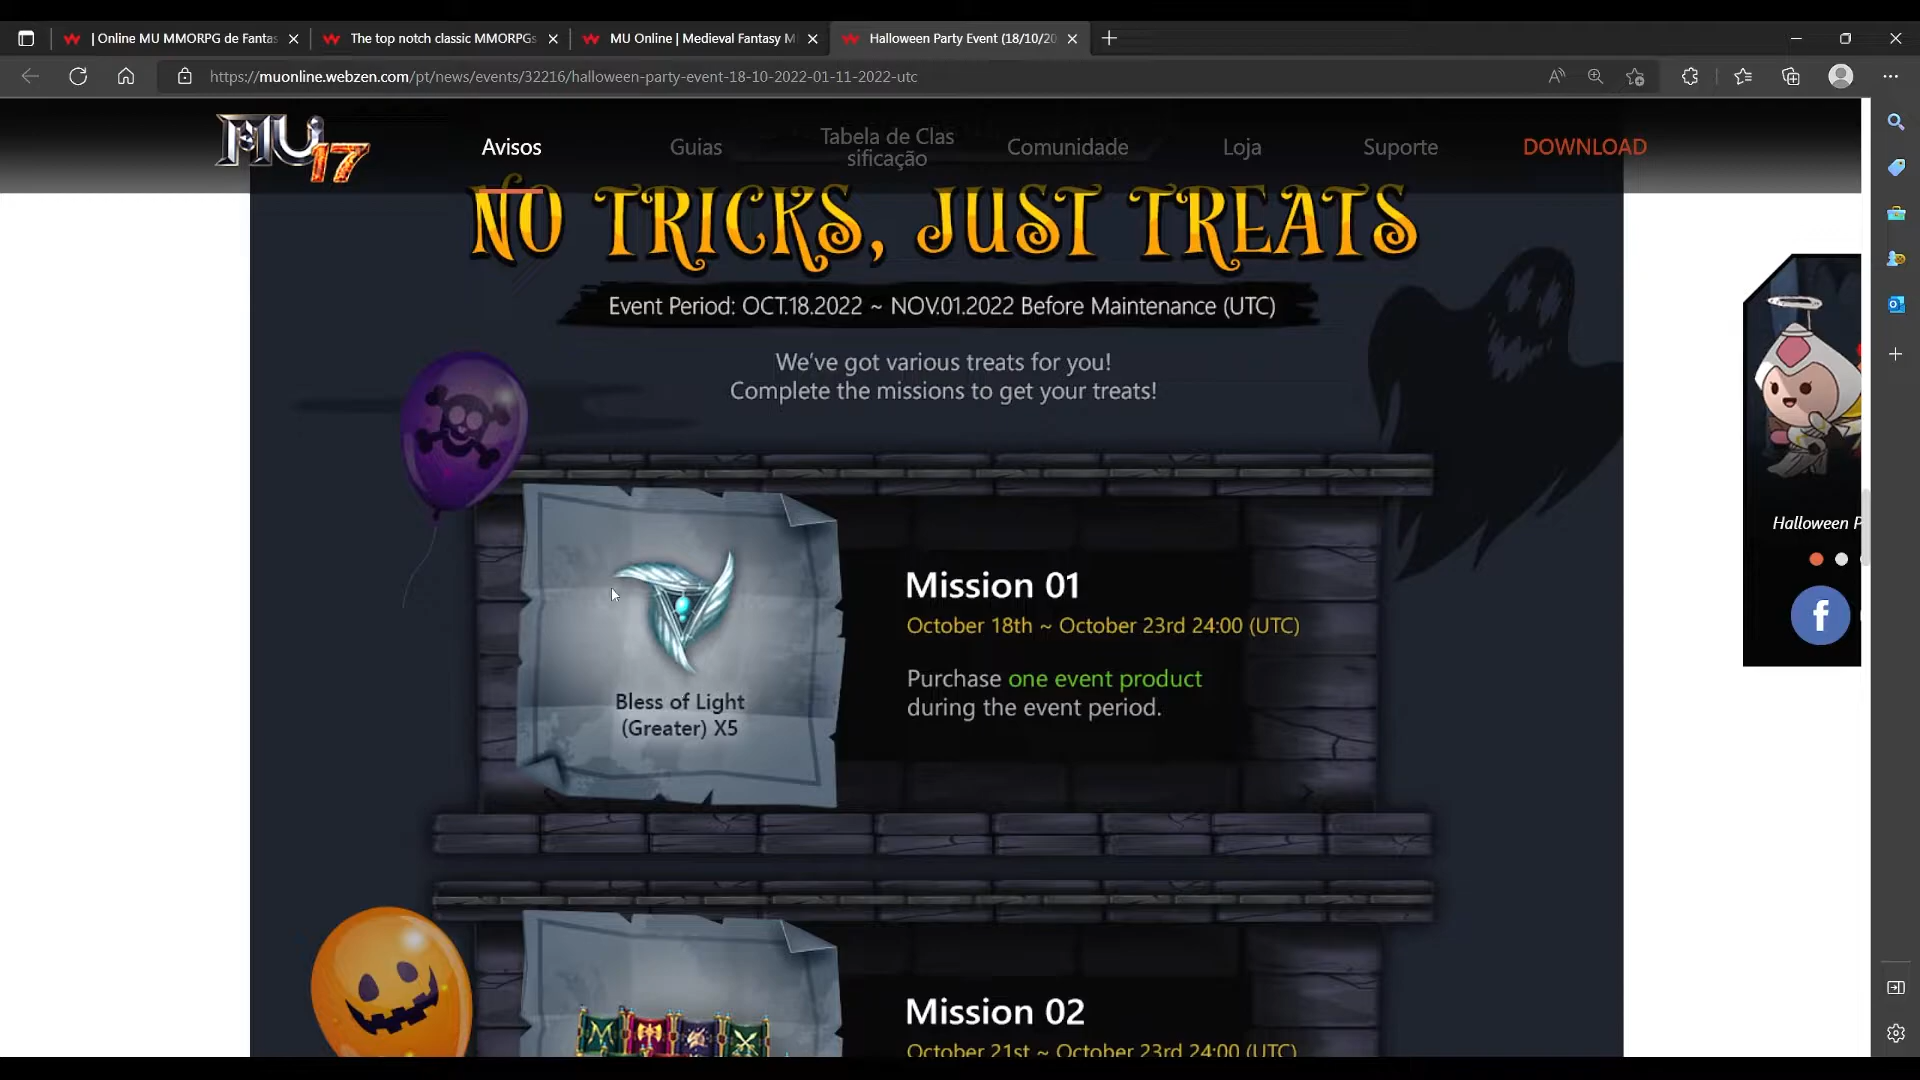 | Online MU MMORPG de Fantas
The top notch classic MMORPGs
MU Online | Medieval Fantasy M
Halloween Party Event (18/10/20
https://muonline.webzen.com/pt/news/events/32216/halloween-party-event-18-10-2022-01-11-2022-utc
MU 17
Avisos
Guias
Tabela de Clas
sificação
Comunidade
Loja
Suporte
DOWNLOAD
NO TRICKS, JUST TREATS
Event Period: OCT.18.2022 ~ NOV.01.2022 Before Maintenance (UTC)
We've got various treats for you!
Complete the missions to get your treats!
Bless of Light
(Greater) X5
Mission 01
October 18th ~ October 23rd 24:00 (UTC)
Purchase one event product
during the event period.
Halloween P
f
Mission 02
October 21st ~ October 23rd 24:00 (UTC)